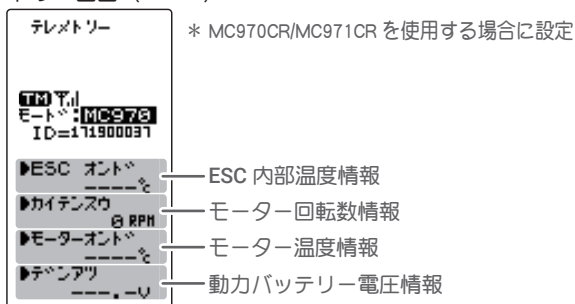 テレメトリー
＊ MC970CR/MC971CR を使用する場合に設定
TM
モード:MC970
ID=171900037
▶ESC オンド
----℃
ESC 内部温度情報
▶カイテンスウ
0 RPM
モーター回転数情報
▶モーターオンド
----℃
モーター温度情報
▶デンアツ
---.-V
動力バッテリー電圧情報